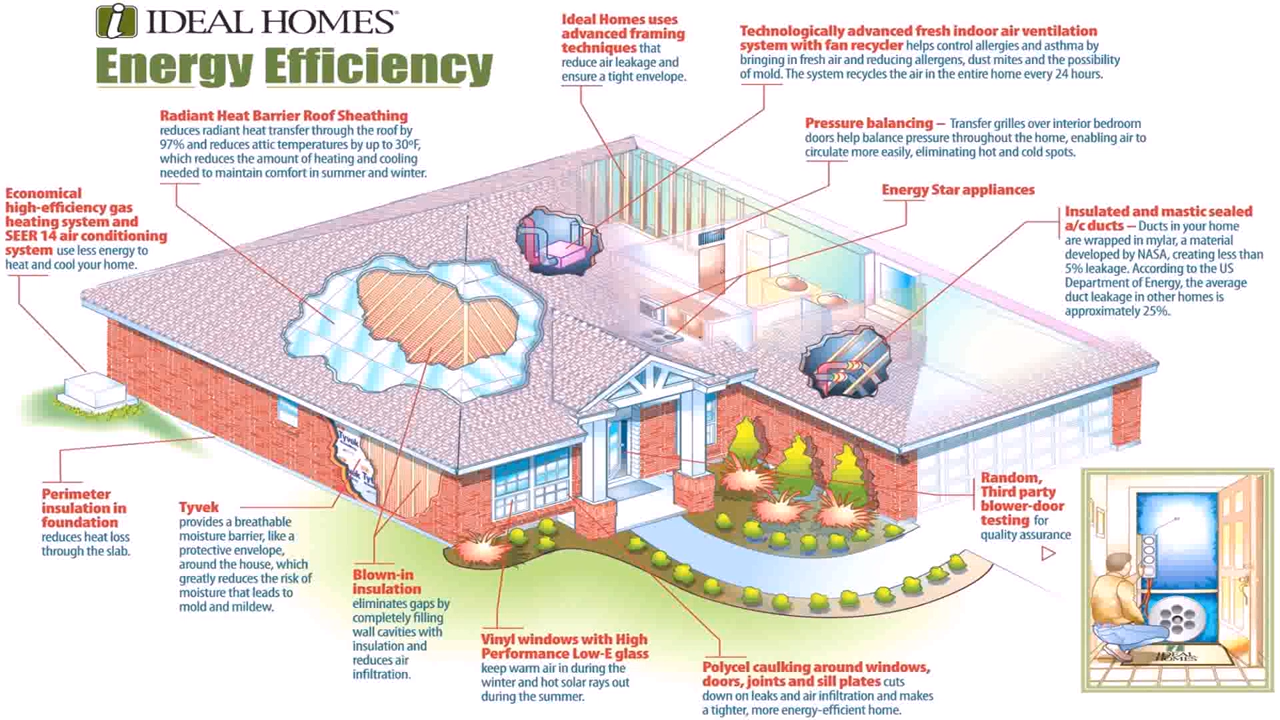 i IDEAL HOMES
Energy Efficiency
Ideal Homes uses
advanced framing
techniques that
reduce air leakage and
ensure a tight envelope.
Technologically advanced fresh indoor air ventilation
system with fan recycler helps control allergies and asthma by
bringing in fresh air and reducing allergens, dust mites and the possibility
of mold. The system recycles the air in the entire home every 24 hours.
Radiant Heat Barrier Roof Sheathing
reduces radiant heat transfer through the roof by
97% and reduces attic temperatures by up to 30ºF,
which reduces the amount of heating and cooling
needed to maintain comfort in summer and winter.
Pressure balancing – Transfer grilles over interior bedroom
doors help balance pressure throughout the home, enabling air to
circulate more easily, eliminating hot and cold spots.
Energy Star appliances
Economical
high-efficiency gas
heating system and
SEER 14 air conditioning
system use less energy to
heat and cool your home.
Insulated and mastic sealed
a/c ducts – Ducts in your home
are wrapped in mylar, a material
developed by NASA, creating less than
5% leakage. According to the US
Department of Energy, the average
duct leakage in other homes is
approximately 25%.
Tyvek
Perimeter
insulation in
foundation
reduces heat loss
through the slab.
Tyvek
provides a breathable
moisture barrier, like a
protective envelope,
around the house, which
greatly reduces the risk of
moisture that leads to
mold and mildew.
Blown-in
insulation
eliminates gaps by
completely filling
wall cavities with
insulation and
reduces air
infiltration.
Vinyl windows with High
Performance Low-E glass
keep warm air in during the
winter and hot solar rays out
during the summer.
Polycel caulking around windows,
doors, joints and sill plates cuts
down on leaks and air infiltration and makes
a tighter, more energy-efficient home.
Random,
Third party
blower-door
testing for
quality assurance
IDEAL
HOMES